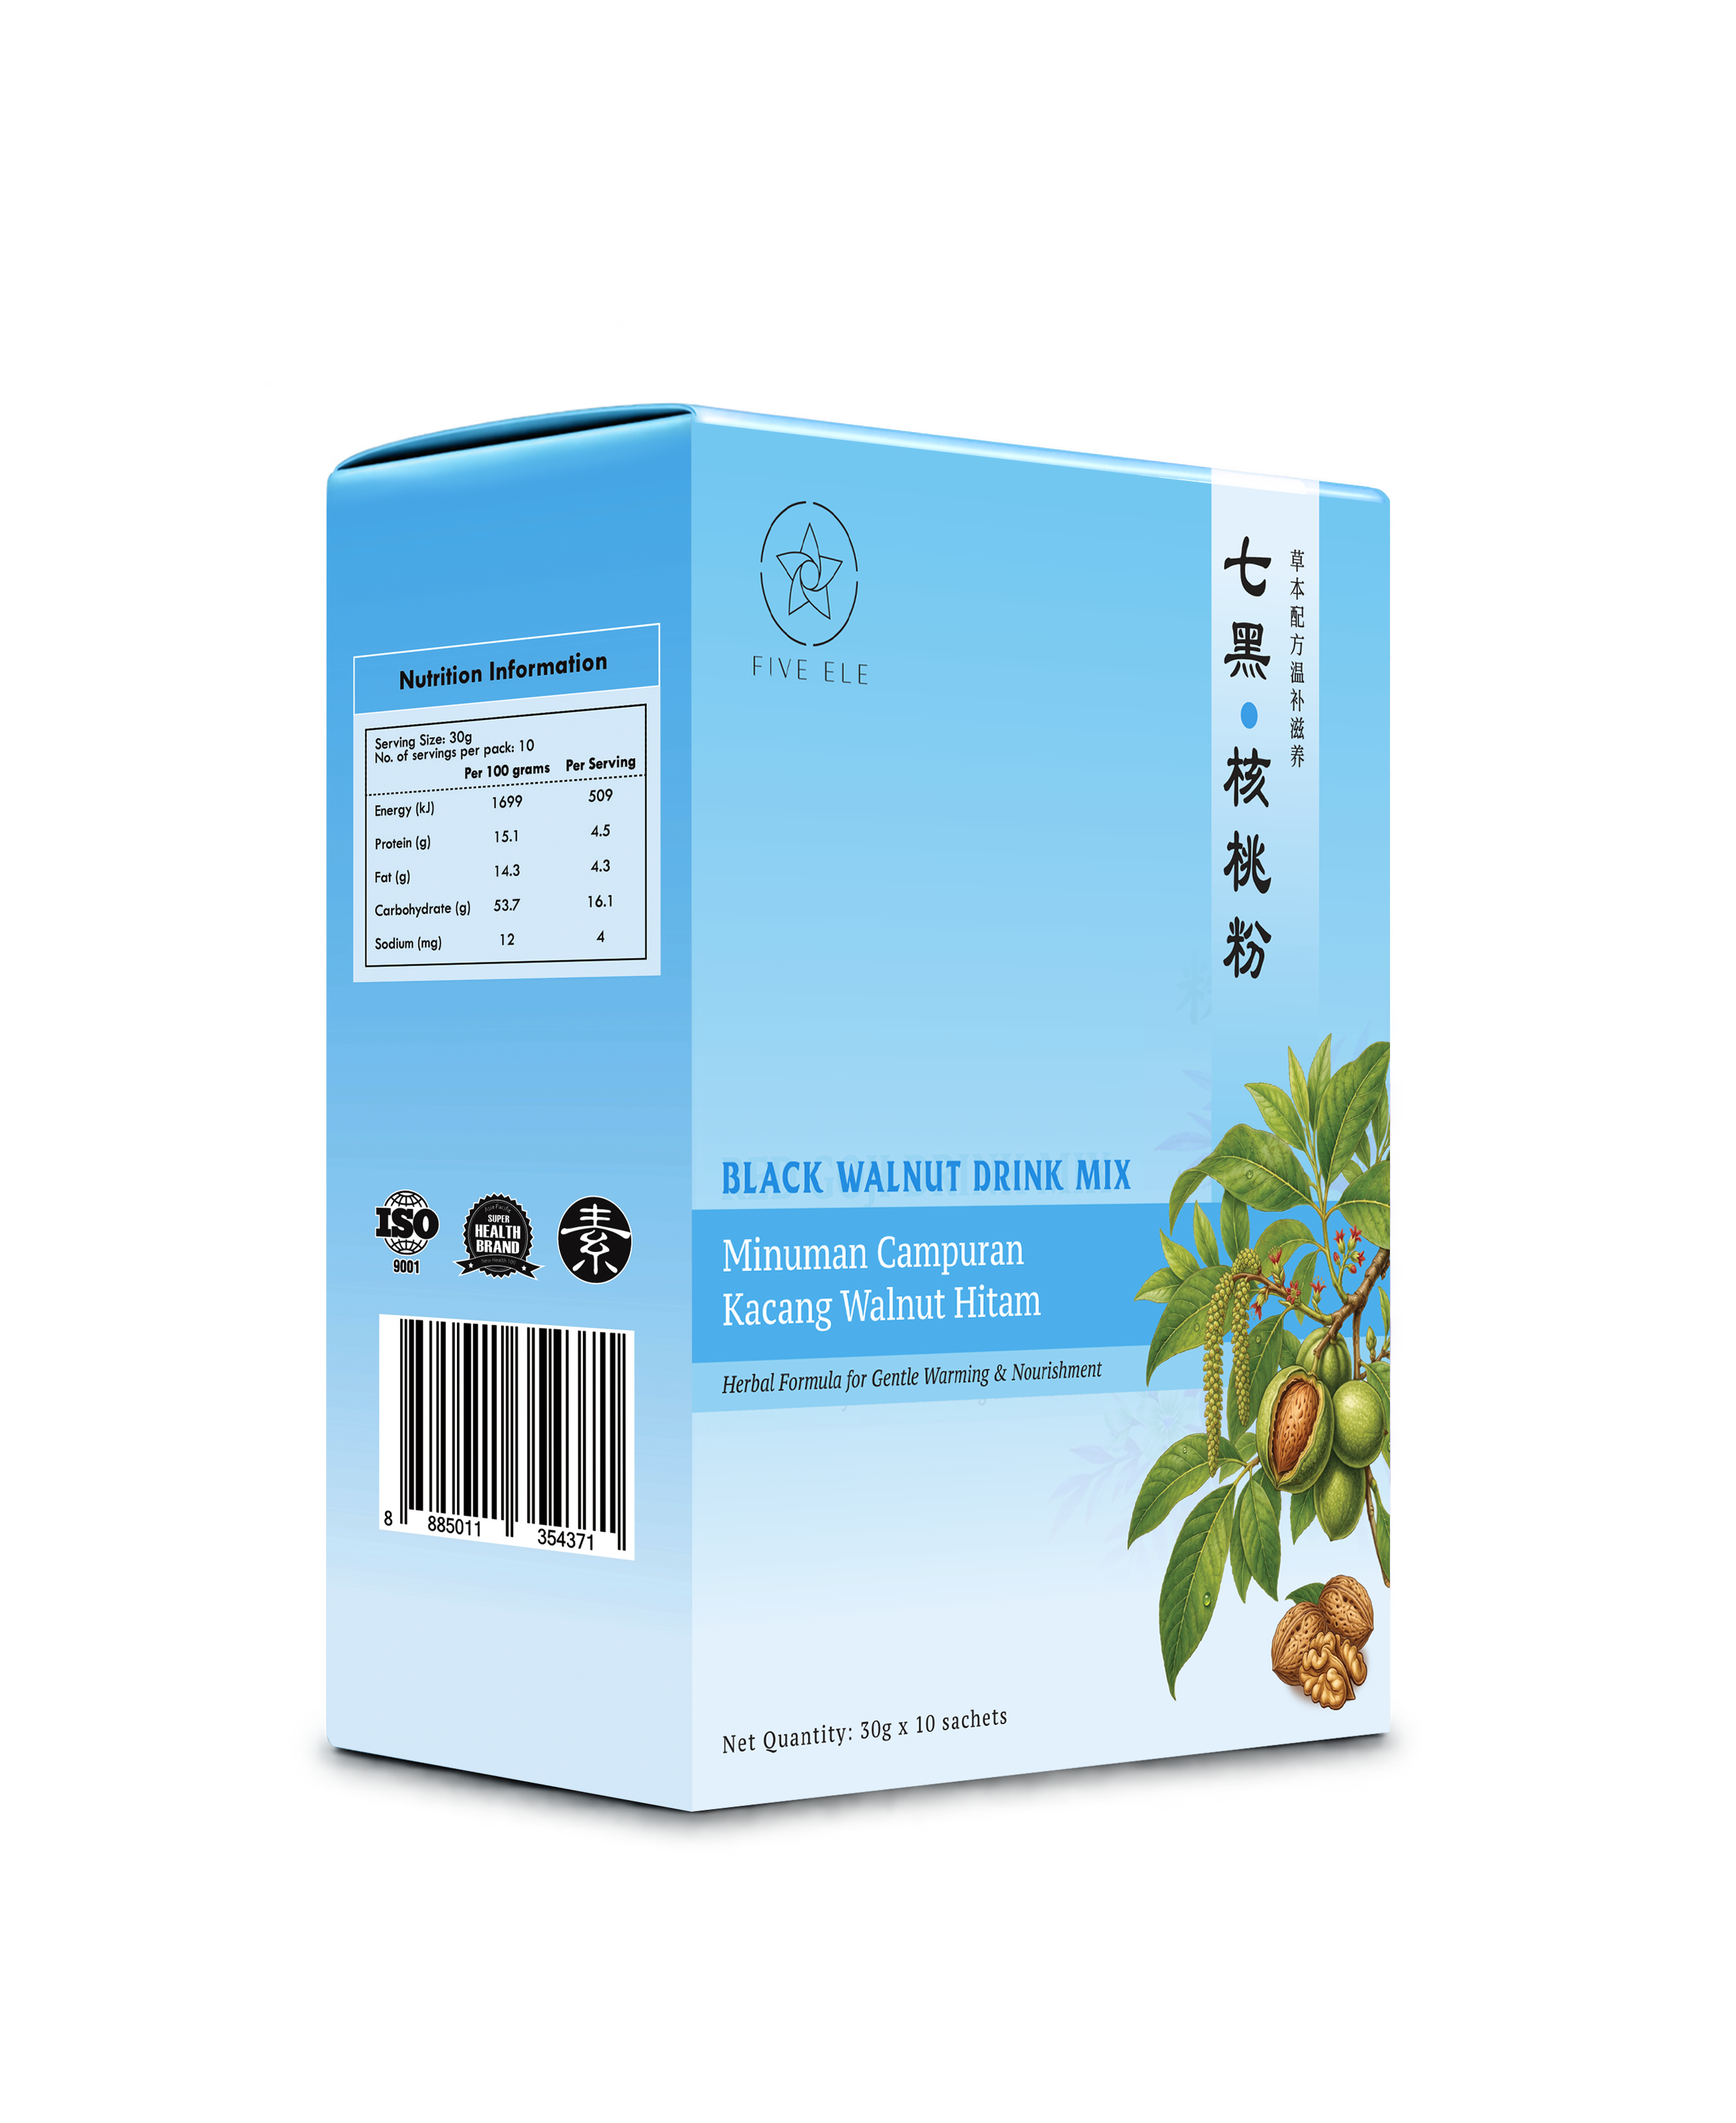 Nutrition Information
Serving Size: 30g
No. of servings per pack: 10
Per 100 grams Per Serving
Energy (kJ) 1699 509
Protein (g) 15.1 4.5
Fat (g) 14.3 4.3
Carbohydrate (g) 53.7 16.1
Sodium (mg) 12 4
ISO
9001
SUPER
HEALTH
BRAND
素
8 885011 354371
FIVE ELE
七黑•核桃粉
草本配方温补滋养
BLACK WALNUT DRINK MIX
Minuman Campuran
Kacang Walnut Hitam
Herbal Formula for Gentle Warming & Nourishment
Net Quantity: 30g x 10 sachets